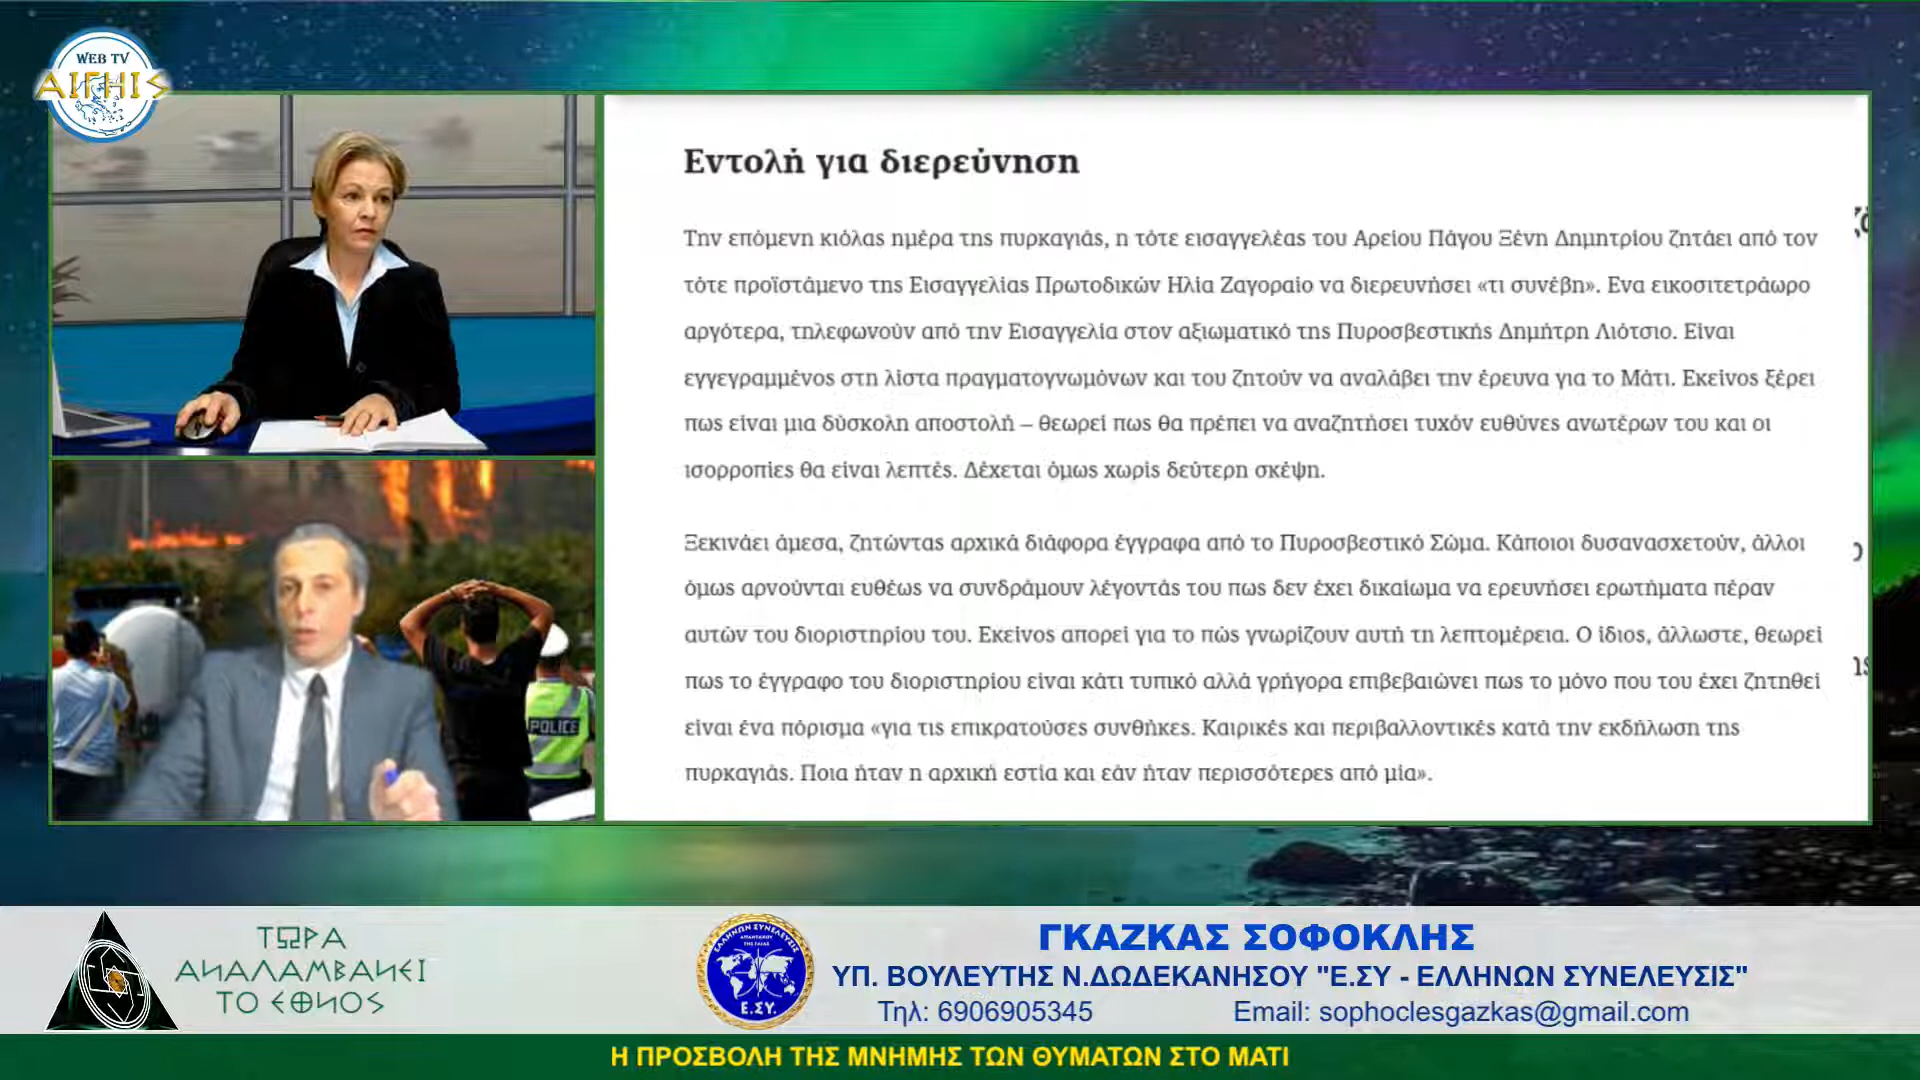 WEB TV
ΑΙΓΗΙΣ
Εντολή για διερεύνηση
Την επόμενη κιόλας ημέρα της πυρκαγιάς, η τότε εισαγγελέας του Αρείου Πάγου Ξένη Δημητρίου ζητάει από τον
τότε προϊστάμενο της Εισαγγελίας Πρωτοδικών Ηλία Ζαγοραίο να διερευνήσει «τι συνέβη». Ενα εικοσιτετράωρο
αργότερα, τηλεφωνούν από την Εισαγγελία στον αξιωματικό της Πυροσβεστικής Δημήτρη Λιότσιο. Είναι
εγγεγραμμένος στη λίστα πραγματογνωμόνων και του ζητούν να αναλάβει την έρευνα για το Μάτι. Εκείνος ξέρει
πως είναι μια δύσκολη αποστολή – θεωρεί πως θα πρέπει να αναζητήσει τυχόν ευθύνες ανωτέρων του και οι
ισορροπίες θα είναι λεπτές. Δέχεται όμως χωρίς δεύτερη σκέψη.
Ξεκινάει άμεσα, ζητώντας αρχικά διάφορα έγγραφα από το Πυροσβεστικό Σώμα. Κάποιοι δυσανασχετούν, άλλοι
όμως αρνούνται ευθέως να συνδράμουν λέγοντάς του πως δεν έχει δικαίωμα να ερευνήσει ερωτήματα πέραν
αυτών του διοριστηρίου του. Εκείνος απορεί για το πώς γνωρίζουν αυτή τη λεπτομέρεια. Ο ίδιος, άλλωστε, θεωρεί
πως το έγγραφο του διοριστηρίου είναι κάτι τυπικό αλλά γρήγορα επιβεβαιώνει πως το μόνο που του έχει ζητηθεί
είναι ένα πόρισμα «για τις επικρατούσες συνθήκες. Καιρικές και περιβαλλοντικές κατά την εκδήλωση της
πυρκαγιάς. Ποια ήταν η αρχική εστία και εάν ήταν περισσότερες από μία».
POLICE
ΤΩΡΑ
ΑΝΑΛΑΜΒΑΝΕΙ
ΤΟ ΕΘΝΟΣ
ΕΛΛΗΝΩΝ ΣΥΝΕΛΕΥΣΙΣ
ΑΠΑΝΤΑΧΟΥ
ΤΗΣ ΓΑΙΑΣ
Ε.ΣΥ.
ΓΚΑΖΚΑΣ ΣΟΦΟΚΛΗΣ
ΥΠ. ΒΟΥΛΕΥΤΗΣ Ν.ΔΩΔΕΚΑΝΗΣΟΥ "Ε.ΣΥ - ΕΛΛΗΝΩΝ ΣΥΝΕΛΕΥΣΙΣ"
Τηλ: 6906905345 Email: sophoclesgazkas@gmail.com
Η ΠΡΟΣΒΟΛΗ ΤΗΣ ΜΝΗΜΗΣ ΤΩΝ ΘΥΜΑΤΩΝ ΣΤΟ ΜΑΤΙ